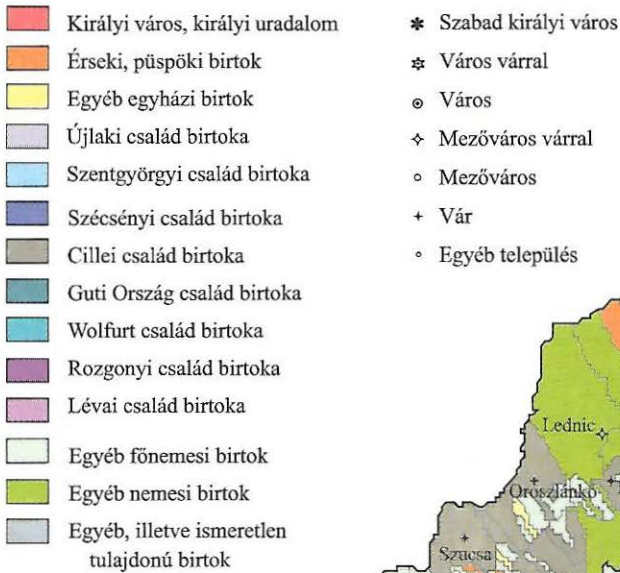 Királyi város, királyi uradalom
Érseki, püspöki birtok
Egyéb egyházi birtok
Újlaki család birtoka
Szentgyörgyi család birtoka
Szécsényi család birtoka
Cillei család birtoka
Guti Ország család birtoka
Wolfurt család birtoka
Rozgonyi család birtoka
Lévai család birtoka
Egyéb főnemesi birtok
Egyéb nemesi birtok
Egyéb, illetve ismeretlen
tulajdonú birtok
Szabad királyi város
Város várral
Város
Mezőváros várral
Mezőváros
Vár
Egyéb település
Lednic
Oroszlánkő
Szucsa